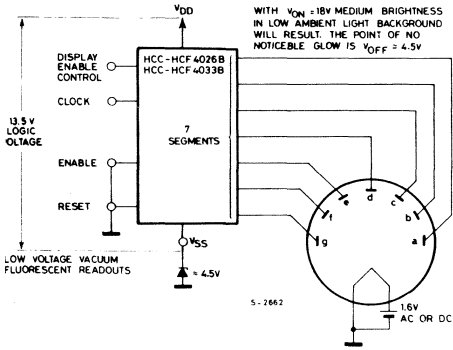 VDD
WITH VON =18V MEDIUM BRIGHTNESS
IN LOW AMBIENT LIGHT BACKGROUND
WILL RESULT. THE POINT OF NO
NOTICEBLE GLOW IS VOFF = 4.5V
DISPLAY
ENABLE
CONTROL
HCC-HCF 4026B
HCC-HCF 4033B
CLOCK
13.5 V
LOGIC
VOLTAGE
7
SEGMENTS
ENABLE
RESET
a
b
c
d
e
f
g
VSS
LOW VOLTAGE VACUUM
FLUORESCENT READOUTS
≈ 4.5V
S-2662
1.6V
AC OR DC